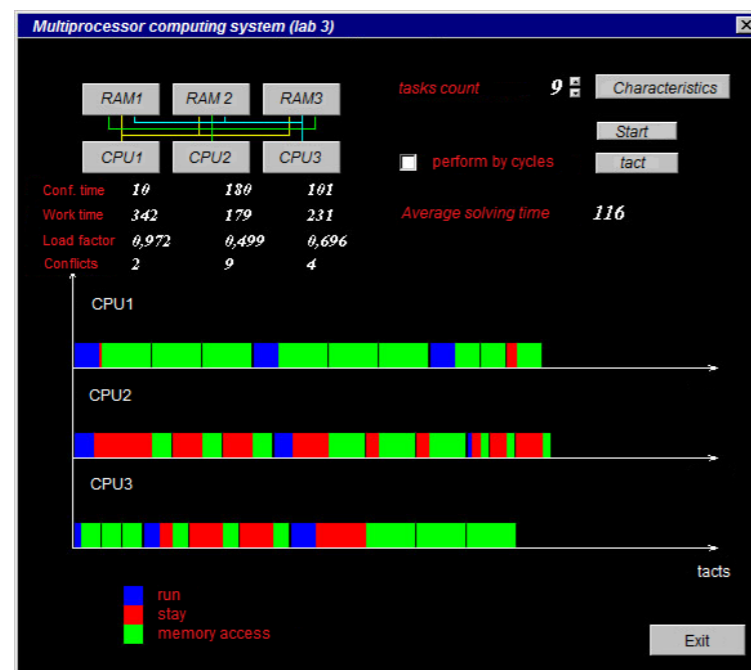 Multiprocessor computing system (lab 3)
RAM1 RAM 2 RAM3
tasks count 9 Characteristics
Start
CPU1 CPU2 CPU3
perform by cycles tact
Conf. time 10 180 101
Work time 342 179 231
Average solving time 116
Load factor 0,972 0,499 0,696
Conflicts 2 9 4
CPU1
CPU2
CPU3
tacts
run
stay
memory access
Exit